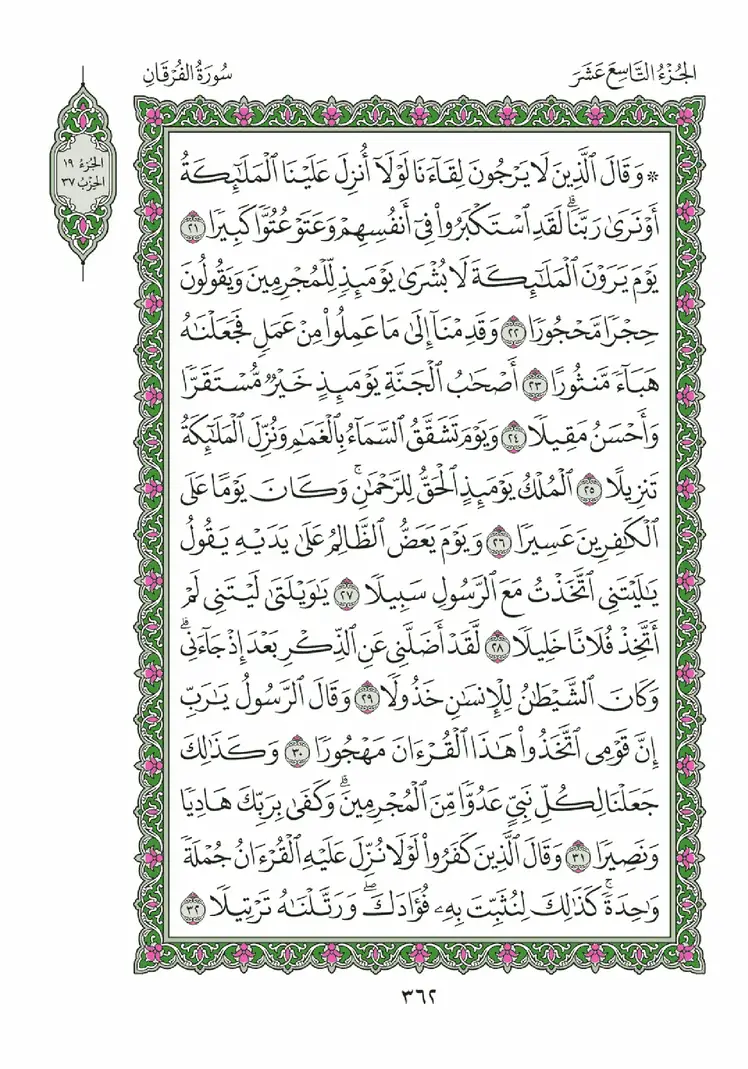 الجُزْءُ التَّاسِعَ عَشَرَ
سُورَةُ الفُرْقَانِ
الجُزْءُ ١٩
الحِزْبُ ٣٧
* وَقَالَ ٱلَّذِينَ لَا يَرْجُونَ لِقَآءَنَا لَوْلَآ أُنزِلَ عَلَيْنَا ٱلْمَلَٰٓئِكَةُ
أَوْ نَرَىٰ رَبَّنَاۗ لَقَدِ ٱسْتَكْبَرُواْ فِىٓ أَنفُسِهِمْ وَعَتَوْ عُتُوًّا كَبِيرًا ٢١
يَوْمَ يَرَوْنَ ٱلْمَلَٰٓئِكَةَ لَا بُشْرَىٰ يَوْمَئِذٍ لِّلْمُجْرِمِينَ وَيَقُولُونَ
حِجْرًا مَّحْجُورًا ٢٢ وَقَدِمْنَآ إِلَىٰ مَا عَمِلُواْ مِنْ عَمَلٍ فَجَعَلْنَٰهُ
هَبَآءً مَّنثُورًا ٢٣ أَصْحَٰبُ ٱلْجَنَّةِ يَوْمَئِذٍ خَيْرٌ مُّسْتَقَرًّا
وَأَحْسَنُ مَقِيلًا ٢٤ وَيَوْمَ تَشَقَّقُ ٱلسَّمَآءُ بِٱلْغَمَٰمِ وَنُزِّلَ ٱلْمَلَٰٓئِكَةُ
تَنزِيلًا ٢٥ ٱلْمُلْكُ يَوْمَئِذٍ ٱلْحَقُّ لِلرَّحْمَٰنِۚ وَكَانَ يَوْمًا عَلَى
ٱلْكَٰفِرِينَ عَسِيرًا ٢٦ وَيَوْمَ يَعَضُّ ٱلظَّالِمُ عَلَىٰ يَدَيْهِ يَقُولُ
يَٰلَيْتَنِى ٱتَّخَذْتُ مَعَ ٱلرَّسُولِ سَبِيلًا ٢٧ يَٰوَيْلَتَىٰ لَيْتَنِى لَمْ
أَتَّخِذْ فُلَانًا خَلِيلًا ٢٨ لَّقَدْ أَضَلَّنِى عَنِ ٱلذِّكْرِ بَعْدَ إِذْ جَآءَنِىۗ
وَكَانَ ٱلشَّيْطَٰنُ لِلْإِنسَٰنِ خَذُولًا ٢٩ وَقَالَ ٱلرَّسُولُ يَٰرَبِّ
إِنَّ قَوْمِى ٱتَّخَذُواْ هَٰذَا ٱلْقُرْءَانَ مَهْجُورًا ٣٠ وَكَذَٰلِكَ
جَعَلْنَا لِكُلِّ نَبِىٍّ عَدُوًّا مِّنَ ٱلْمُجْرِمِينَۗ وَكَفَىٰ بِرَبِّكَ هَادِيًا
وَنَصِيرًا ٣١ وَقَالَ ٱلَّذِينَ كَفَرُواْ لَوْلَا نُزِّلَ عَلَيْهِ ٱلْقُرْءَانُ جُمْلَةً
وَٰحِدَةًۚ كَذَٰلِكَ لِنُثَبِّتَ بِهِۦ فُؤَادَكَۖ وَرَتَّلْنَٰهُ تَرْتِيلًا ٣٢
٣٦٢